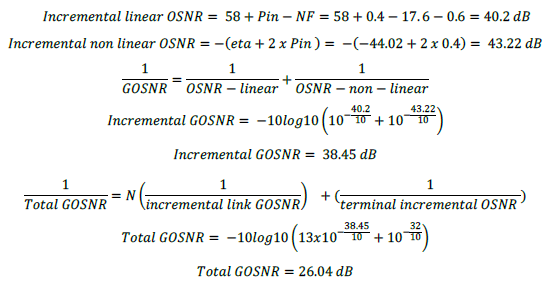 Incremental linear OSNR = 58 + Pin − NF = 58 + 0.4 − 17.6 − 0.6 = 40.2 dB
Incremental non linear OSNR = −(eta + 2 x Pin ) = −(−44.02 + 2 x 0.4) = 43.22 dB
1/GOSNR = 1/(OSNR − linear) + 1/(OSNR − non − linear)
Incremental GOSNR = −10log10(10^(−40.2/10) + 10^(−43.22/10))
Incremental GOSNR = 38.45 dB
1/(Total GOSNR) = N(1/(incremental link GOSNR)) + (1/(terminal incremental OSNR))
Total GOSNR = −10log10(13x10^(−38.45/10) + 10^(−32/10))
Total GOSNR = 26.04 dB